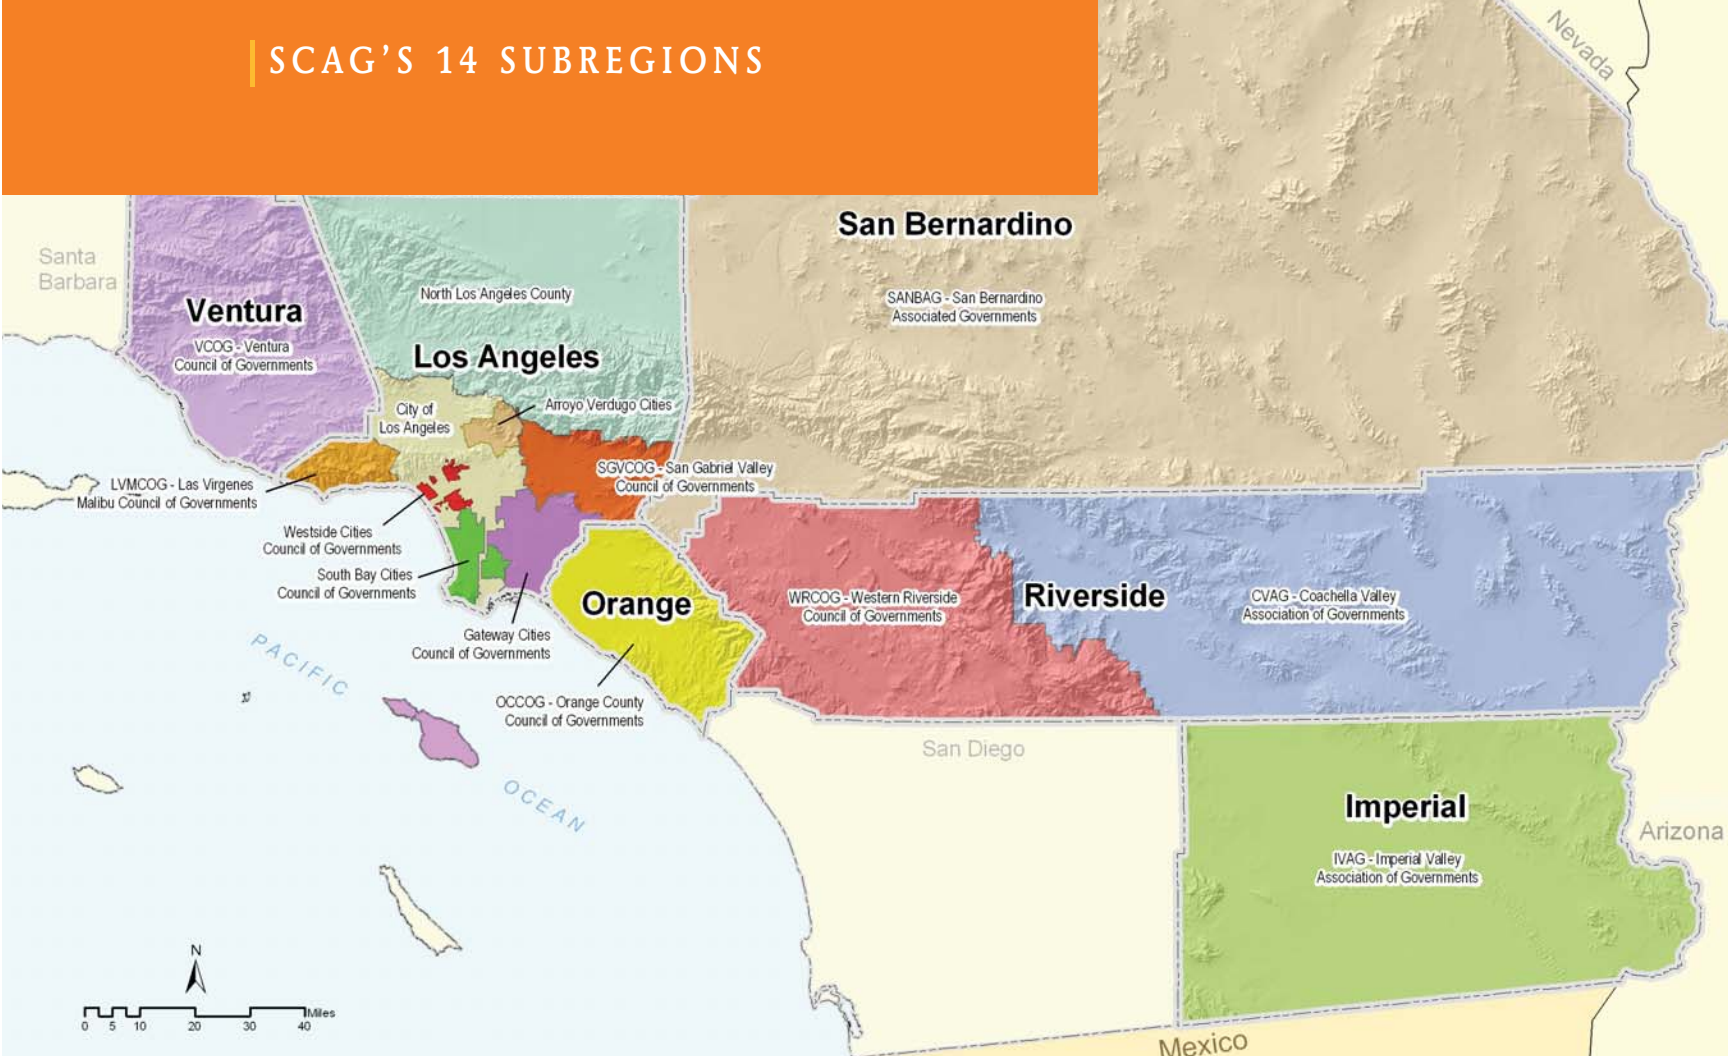 SCAG'S 14 SUBREGIONS
Nevada
San Bernardino
SANBAG - San Bernardino
Associated Governments
Santa
Barbara
Ventura
VCOG - Ventura
Council of Governments
North Los Angeles County
Los Angeles
City of
Los Angeles
Arroyo Verdugo Cities
SGVCOG - San Gabriel Valley
Council of Governments
LVMCOG - Las Virgenes
Malibu Council of Governments
Westside Cities
Council of Governments
South Bay Cities
Council of Governments
Gateway Cities
Council of Governments
Orange
OCCOG - Orange County
Council of Governments
WRCOG - Western Riverside
Council of Governments
Riverside
CVAG - Coachella Valley
Association of Governments
PACIFIC
OCEAN
San Diego
Imperial
IVAG - Imperial Valley
Association of Governments
Arizona
Mexico
N
Miles
0 5 10 20 30 40